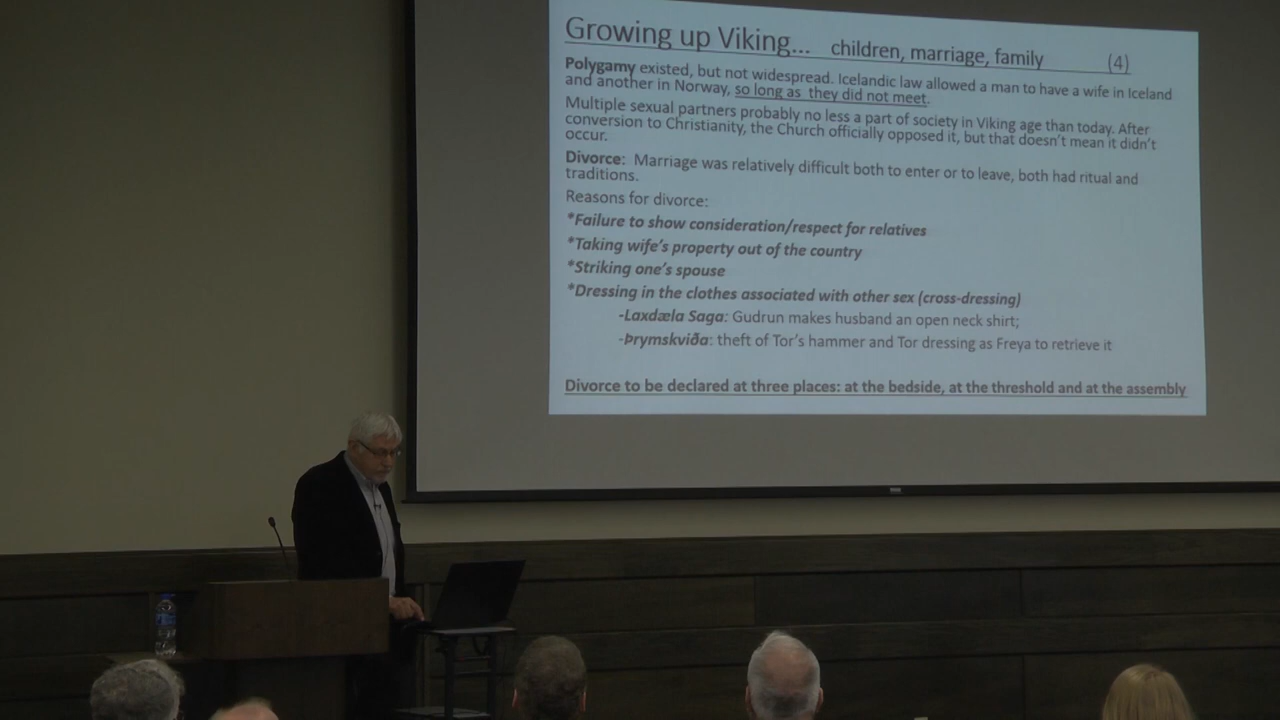 Growing up Viking... children, marriage, family (4)
Polygamy existed, but not widespread. Icelandic law allowed a man to have a wife in Iceland
and another in Norway, so long as they did not meet.
Multiple sexual partners probably no less a part of society in Viking age than today. After
conversion to Christianity, the Church officially opposed it, but that doesn't mean it didn't
occur.
Divorce: Marriage was relatively difficult both to enter or to leave, both had ritual and
traditions.
Reasons for divorce:
*Failure to show consideration/respect for relatives
*Taking wife's property out of the country
*Striking one's spouse
*Dressing in the clothes associated with other sex (cross-dressing)
-Laxdæla Saga: Gudrun makes husband an open neck shirt;
-Þrymskviða: theft of Tor's hammer and Tor dressing as Freya to retrieve it
Divorce to be declared at three places: at the bedside, at the threshold and at the assembly